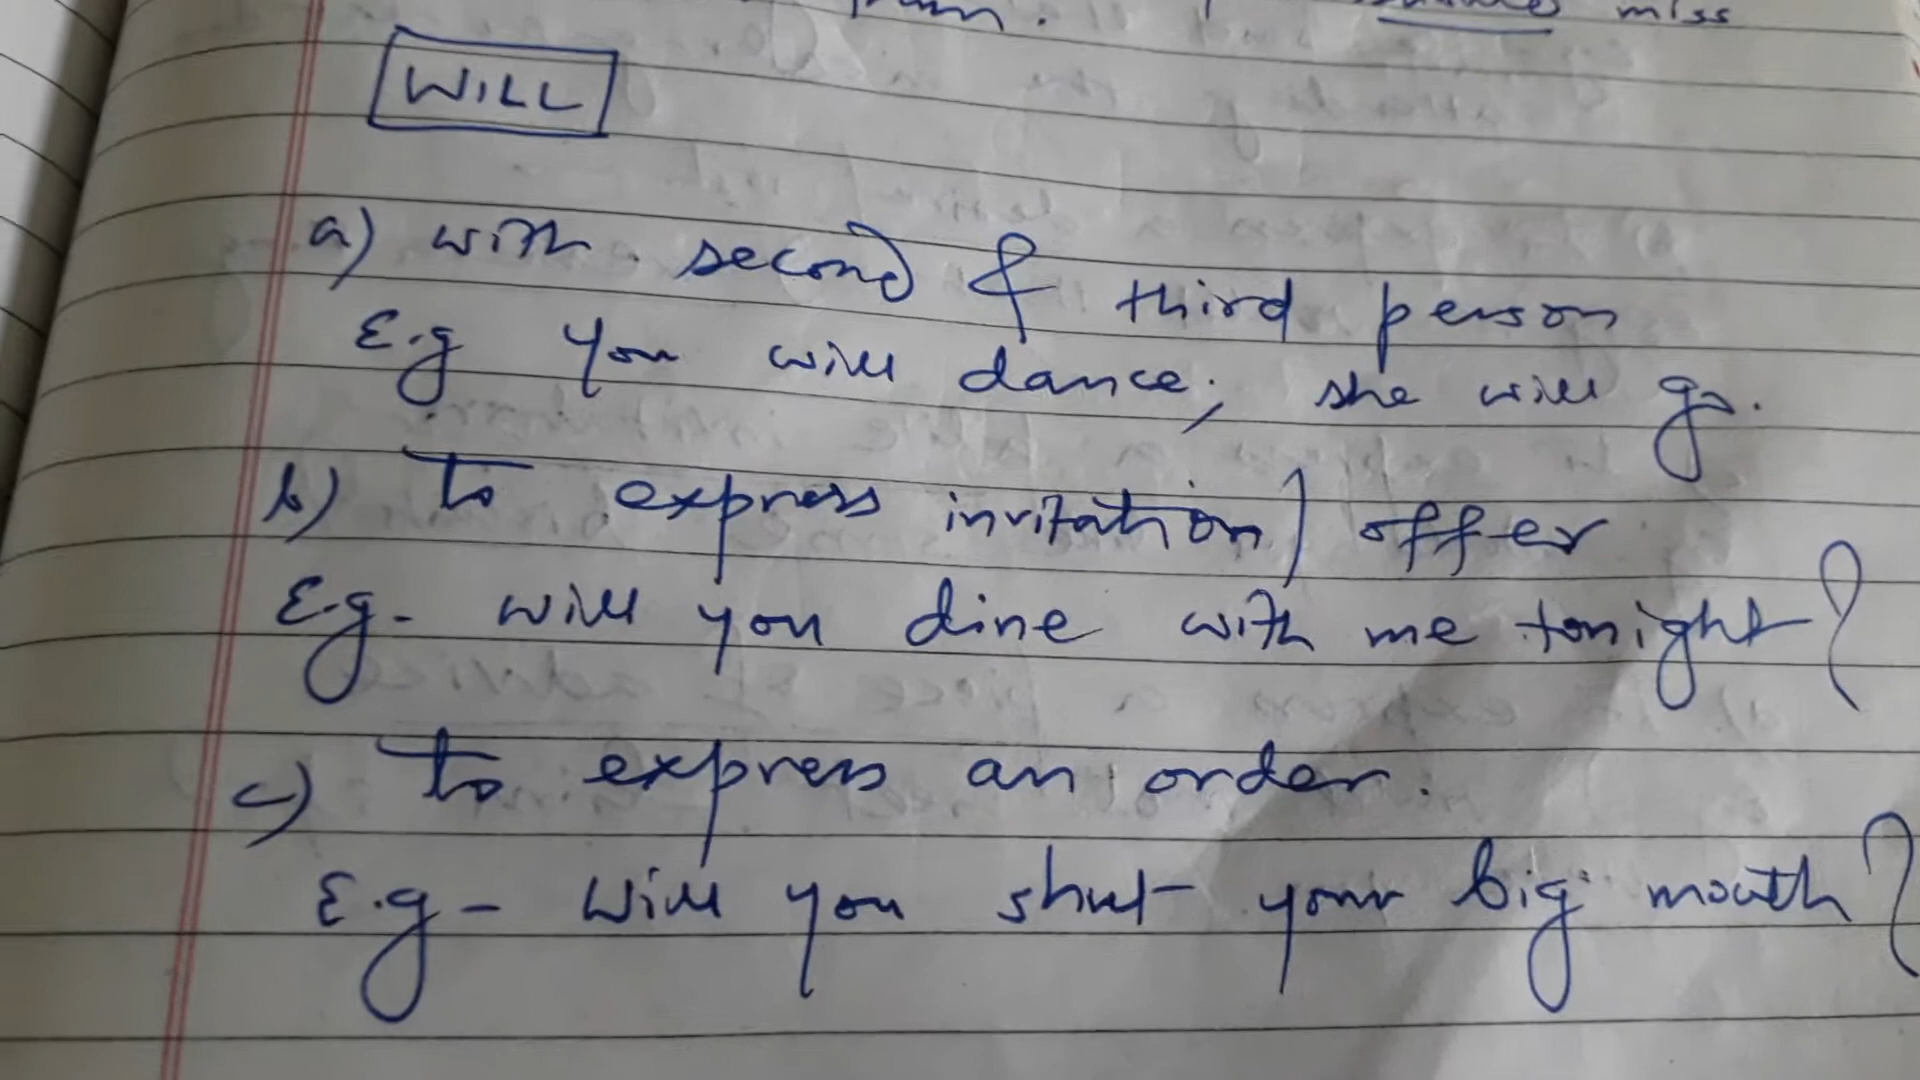 miss
WILL
a) with second & third person
E.g You will dance, she will go.
b) to express invitation / offer
E.g. will you dine with me tonight?
c) to express an order.
E.g - Will you shut your big mouth?